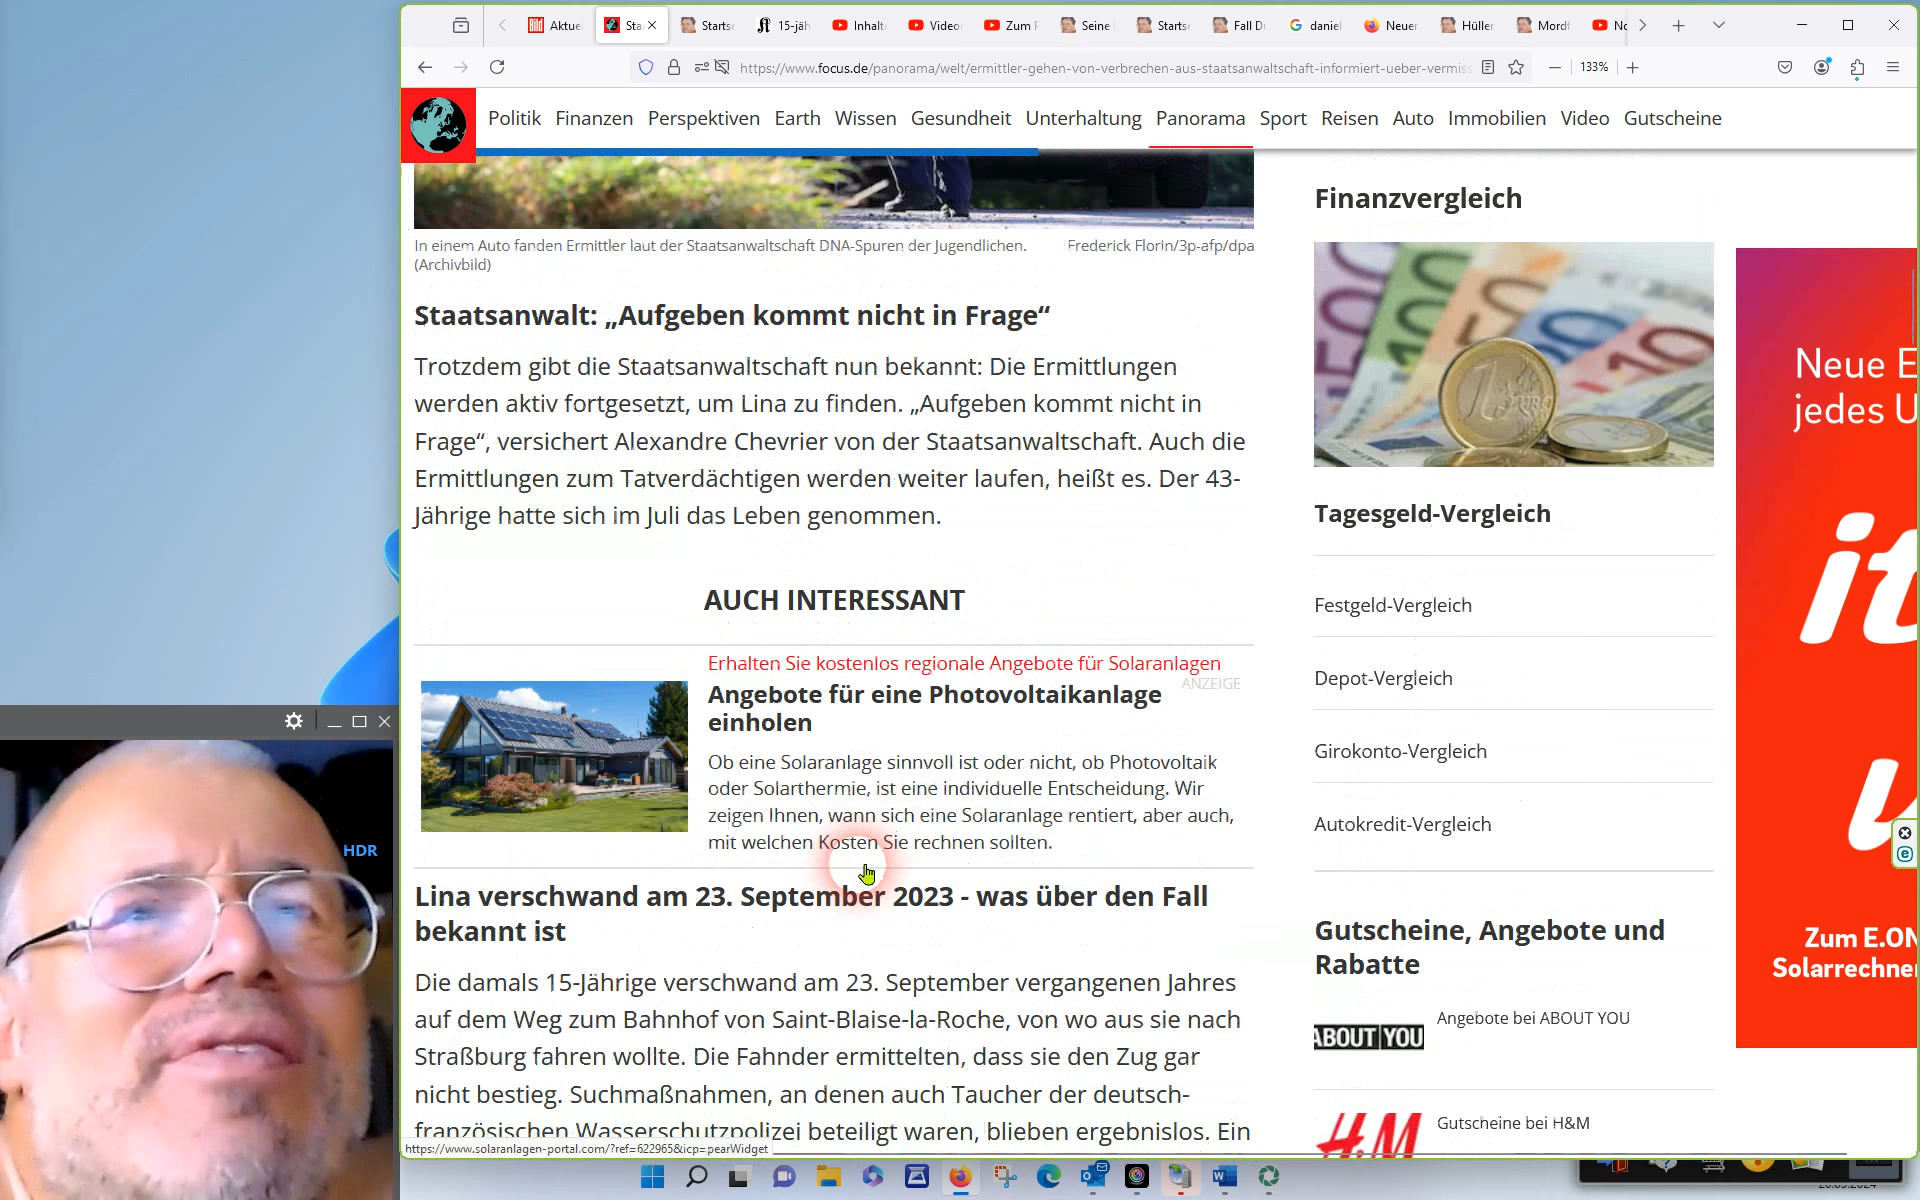 Aktue
Sta
Starts
15-jäh
Inhalt
Video
Zum
Seine
Starts
Fall Du
daniel
Neuer
Hüller
Mordf
No
https://www.focus.de/panorama/welt/ermittler-gehen-von-verbrechen-aus-staatsanwaltschaft-informiert-ueber-vermiss
133%
Politik Finanzen Perspektiven Earth Wissen Gesundheit Unterhaltung Panorama Sport Reisen Auto Immobilien Video Gutscheine
In einem Auto fanden Ermittler laut der Staatsanwaltschaft DNA-Spuren der Jugendlichen.
(Archivbild)
Frederick Florin/3p-afp/dpa
Staatsanwalt: „Aufgeben kommt nicht in Frage“
Trotzdem gibt die Staatsanwaltschaft nun bekannt: Die Ermittlungen
werden aktiv fortgesetzt, um Lina zu finden. „Aufgeben kommt nicht in
Frage“, versichert Alexandre Chevrier von der Staatsanwaltschaft. Auch die
Ermittlungen zum Tatverdächtigen werden weiter laufen, heißt es. Der 43-
Jährige hatte sich im Juli das Leben genommen.
AUCH INTERESSANT
Erhalten Sie kostenlos regionale Angebote für Solaranlagen
ANZEIGE
Angebote für eine Photovoltaikanlage
einholen
Ob eine Solaranlage sinnvoll ist oder nicht, ob Photovoltaik
oder Solarthermie, ist eine individuelle Entscheidung. Wir
zeigen Ihnen, wann sich eine Solaranlage rentiert, aber auch,
mit welchen Kosten Sie rechnen sollten.
Lina verschwand am 23. September 2023 - was über den Fall
bekannt ist
Die damals 15-Jährige verschwand am 23. September vergangenen Jahres
auf dem Weg zum Bahnhof von Saint-Blaise-la-Roche, von wo aus sie nach
Straßburg fahren wollte. Die Fahnder ermittelten, dass sie den Zug gar
nicht bestieg. Suchmaßnahmen, an denen auch Taucher der deutsch-
französischen Wasserschutzpolizei beteiligt waren, blieben ergebnislos. Ein
https://www.solaranlagen-portal.com/?ref=622965&icp=pearWidget
Finanzvergleich
Tagesgeld-Vergleich
Festgeld-Vergleich
Depot-Vergleich
Girokonto-Vergleich
Autokredit-Vergleich
Gutscheine, Angebote und
Rabatte
ABOUT YOU
Angebote bei ABOUT YOU
H&M
Gutscheine bei H&M
Neue E
jedes U
it
Zum E.ON
Solarrechner
HDR